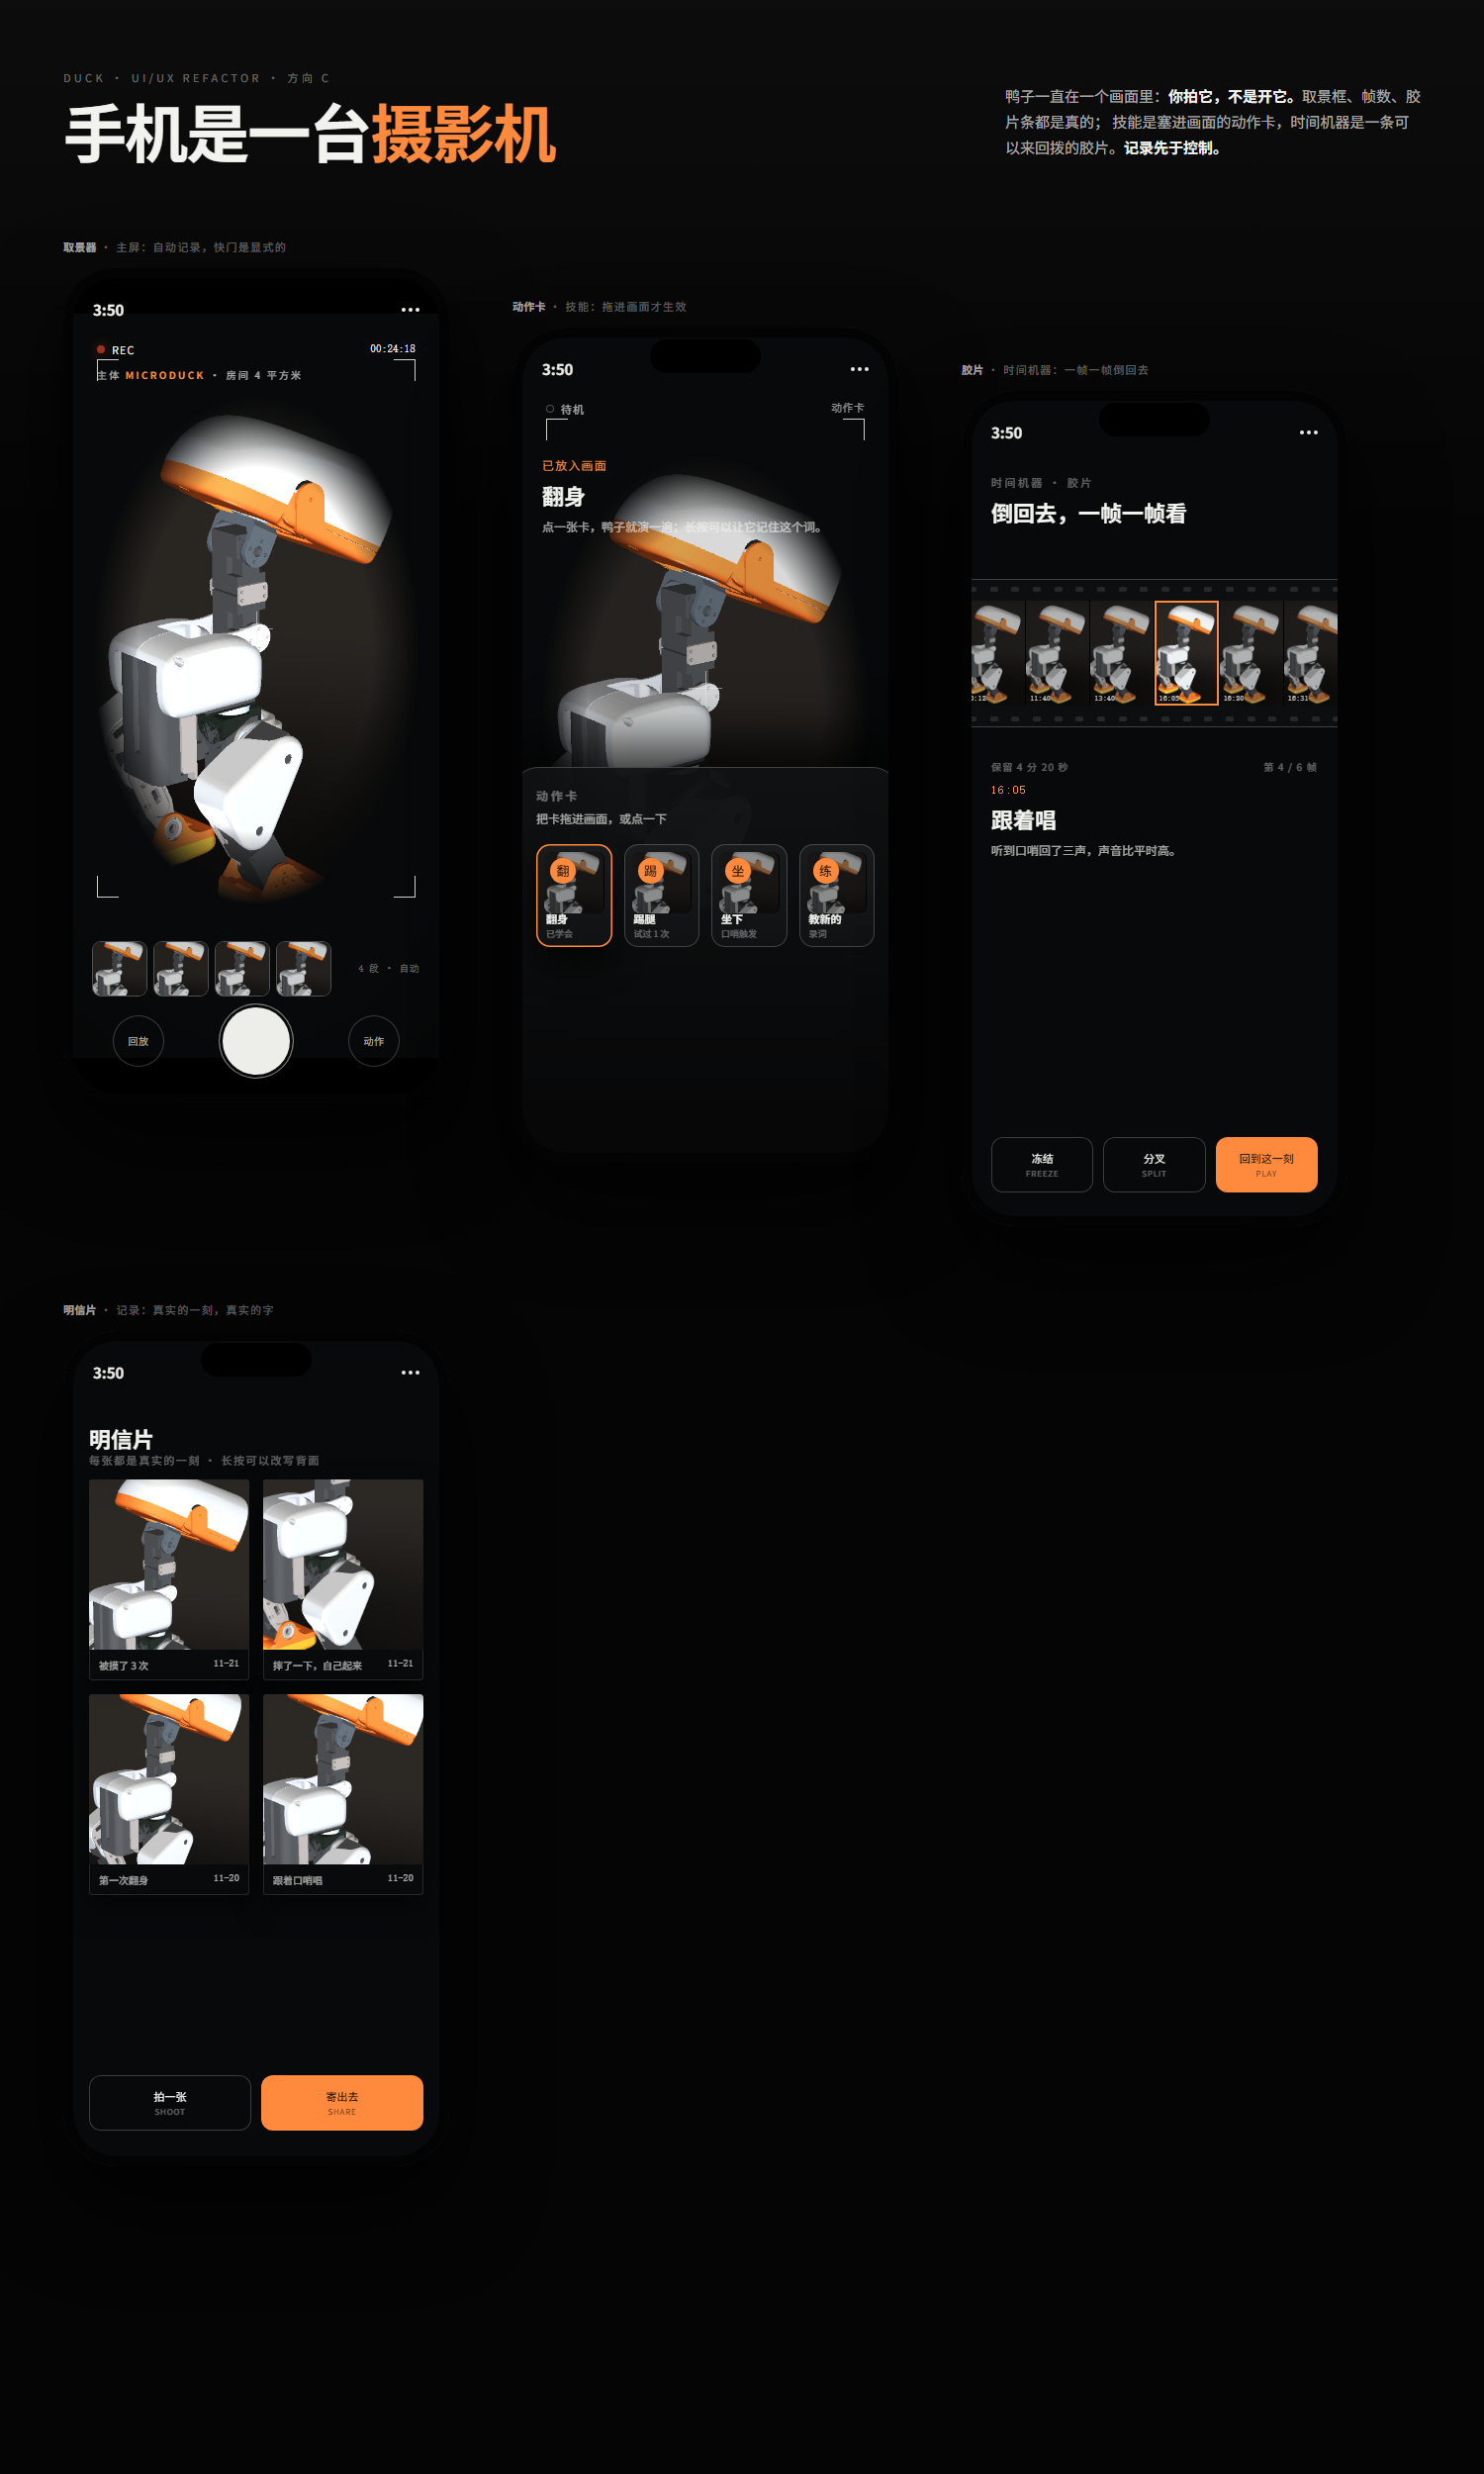 DUCK · UI/UX REFACTOR · 方向 C
手机是一台摄影机
鸭子一直在一个画面里：你拍它，不是开它。取景框、帧数、胶
片条都是真的； 技能是塞进画面的动作卡，时间机器是一条可
以来回拨的胶片。记录先于控制。
取景器 · 主屏：自动记录，快门是显式的
3:50
REC
00:24:18
主体 MICRODUCK · 房间 4 平方米
4 段 · 自动
回放
动作
动作卡 · 技能：拖进画面才生效
3:50
待机
动作卡
已放入画面
翻身
点一张卡，鸭子就演一遍；长按可以让它记住这个词。
动作卡
把卡拖进画面，或点一下
翻
踢
坐
练
翻身
踢腿
坐下
教新的
已学会
试过 1 次
口哨触发
录词
胶片 · 时间机器：一帧一帧倒回去
3:50
时间机器 · 胶片
倒回去，一帧一帧看
11:40
13:40
16:05
16:20
16:31
保留 4 分 20 秒
第 4 / 6 帧
16:05
跟着唱
听到口哨回了三声，声音比平时高。
冻结
FREEZE
分叉
SPLIT
回到这一刻
PLAY
明信片 · 记录：真实的一刻，真实的字
3:50
明信片
每张都是真实的一刻 · 长按可以改写背面
被摸了 3 次
11-21
摔了一下，自己起来
11-21
第一次翻身
11-20
跟着口哨唱
11-20
拍一张
SHOOT
寄出去
SHARE